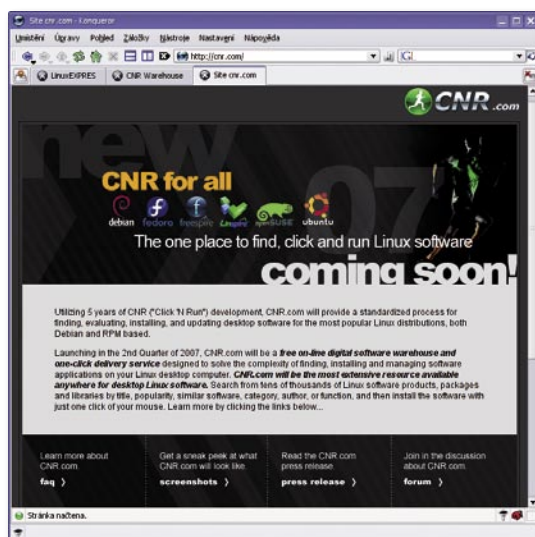 Site cnr.com - Konqueror
Umístění Úpravy Pohled Záložky Nástroje Nastavení Nápověda
http://cnr.com/
LinuxEXPRES CNR Warehouse Site cnr.com
CNR.com
new 07
CNR for all
debian fedora freespire Linspire openSUSE ubuntu
The one place to find, click and run Linux software
coming soon!
Utilizing 5 years of CNR ("Click 'N Run") development, CNR.com will provide a standardized process for
finding, evaluating, installing, and updating desktop software for the most popular Linux distributions, both
Debian and RPM based.
Launching in the 2nd Quarter of 2007, CNR.com will be a free on-line digital software warehouse and
one-click delivery service designed to solve the complexity of finding, installing and managing software
applications on your Linux desktop computer. CNR.com will be the most extensive resource available
anywhere for desktop Linux software. Search from tens of thousands of Linux software products, packages
and libraries by title, popularity, similar software, category, author, or function, and then install the software with
just one click of your mouse. Learn more by clicking the links below...
Learn more about
CNR.com.
faq ⟩
Get a sneak peek at what
CNR.com will look like.
screenshots ⟩
Read the CNR.com
press release.
press release ⟩
Join in the discussion
about CNR.com.
forum ⟩
Stránka načtena.